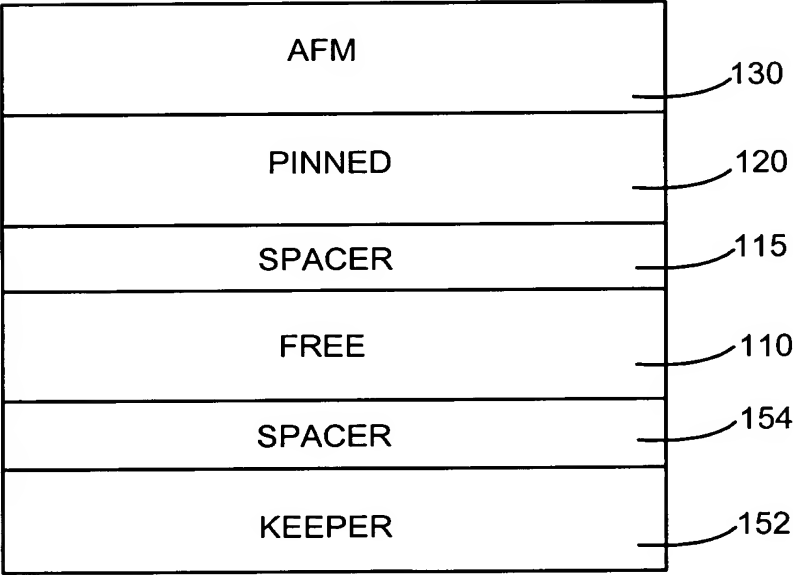 AFM
130
PINNED
120
SPACER
115
FREE
110
SPACER
154
KEEPER
152